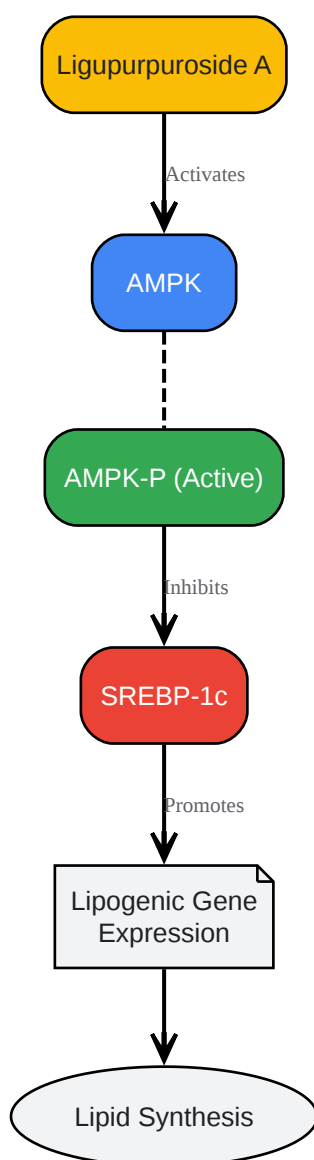 Ligupurpuroside A
Activates
AMPK
AMPK-P (Active)
Inhibits
SREBP-1c
Promotes
Lipogenic Gene
Expression
Lipid Synthesis